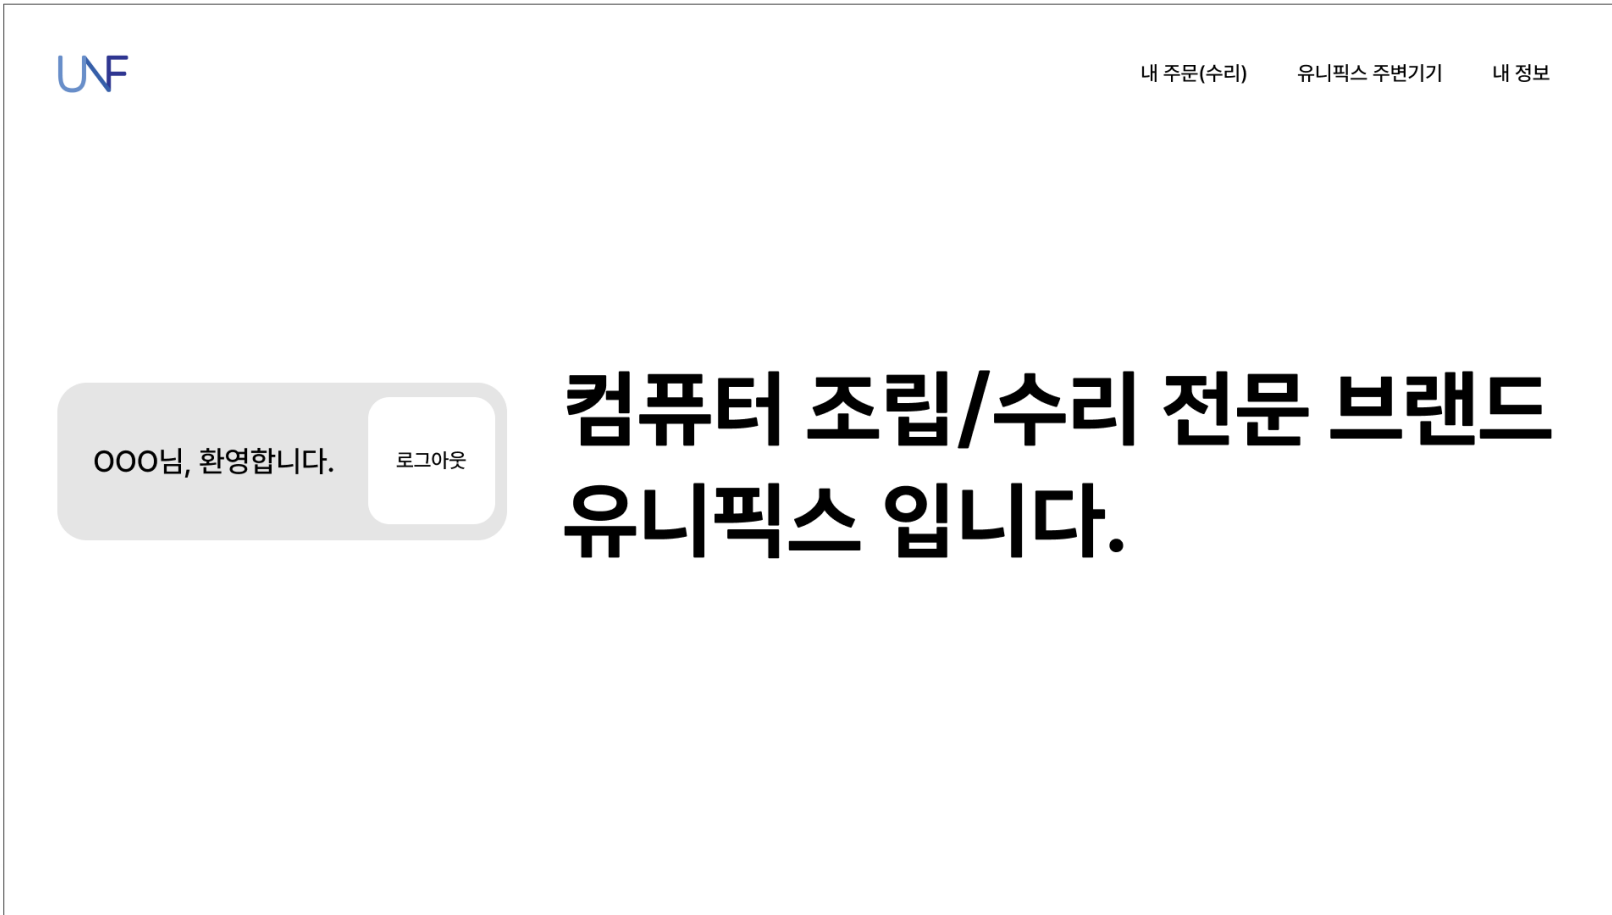 UNF
내 주문(수리)
유니픽스 주변기기
내 정보
OOO님, 환영합니다.
로그아웃
컴퓨터 조립/수리 전문 브랜드
유니픽스 입니다.